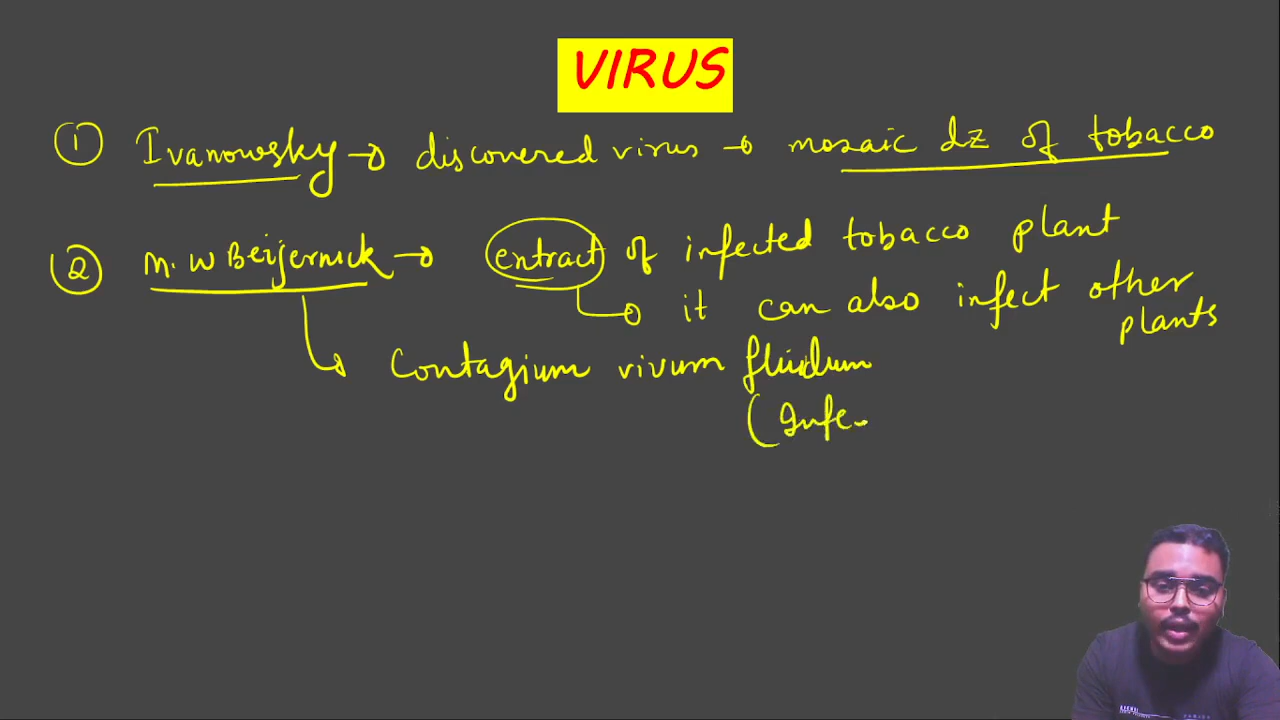 VIRUS
① Ivanowsky → discovered virus → mosaic dz of tobacco
② M. W Beijernick → extract of infected tobacco plant
↳ it can also infect other plants
↳ Contagium vivum fluidum
(Infe